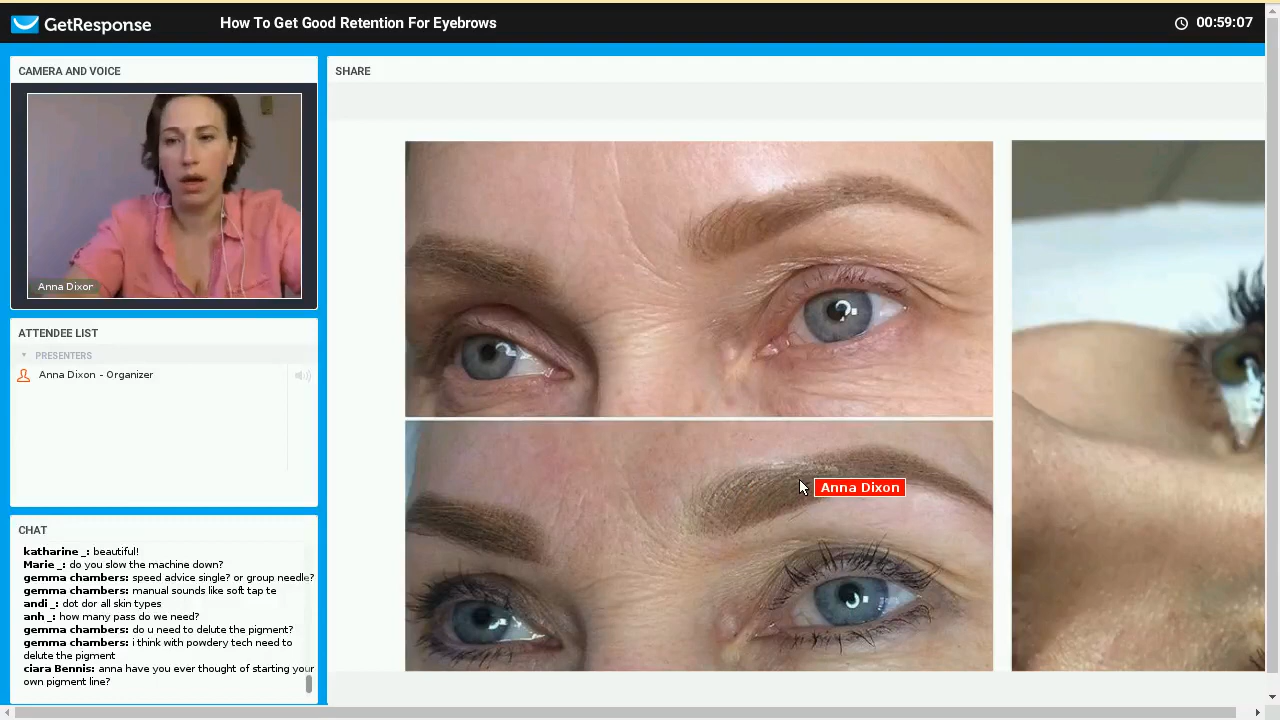 GetResponse
How To Get Good Retention For Eyebrows
00:59:07
CAMERA AND VOICE
SHARE
Anna Dixon
ATTENDEE LIST
PRESENTERS
Anna Dixon - Organizer
Anna Dixon
CHAT
katharine _: beautiful!
Marie _: do you slow the machine down?
gemma chambers: speed advice single? or group needle?
gemma chambers: manual sounds like soft tap te
andi _: dot dor all skin types
anh _: how many pass do we need?
gemma chambers: do u need to delute the pigment?
gemma chambers: i think with powdery tech need to
delute the pigment
ciara Bennis: anna have you ever thought of starting your
own pigment line?